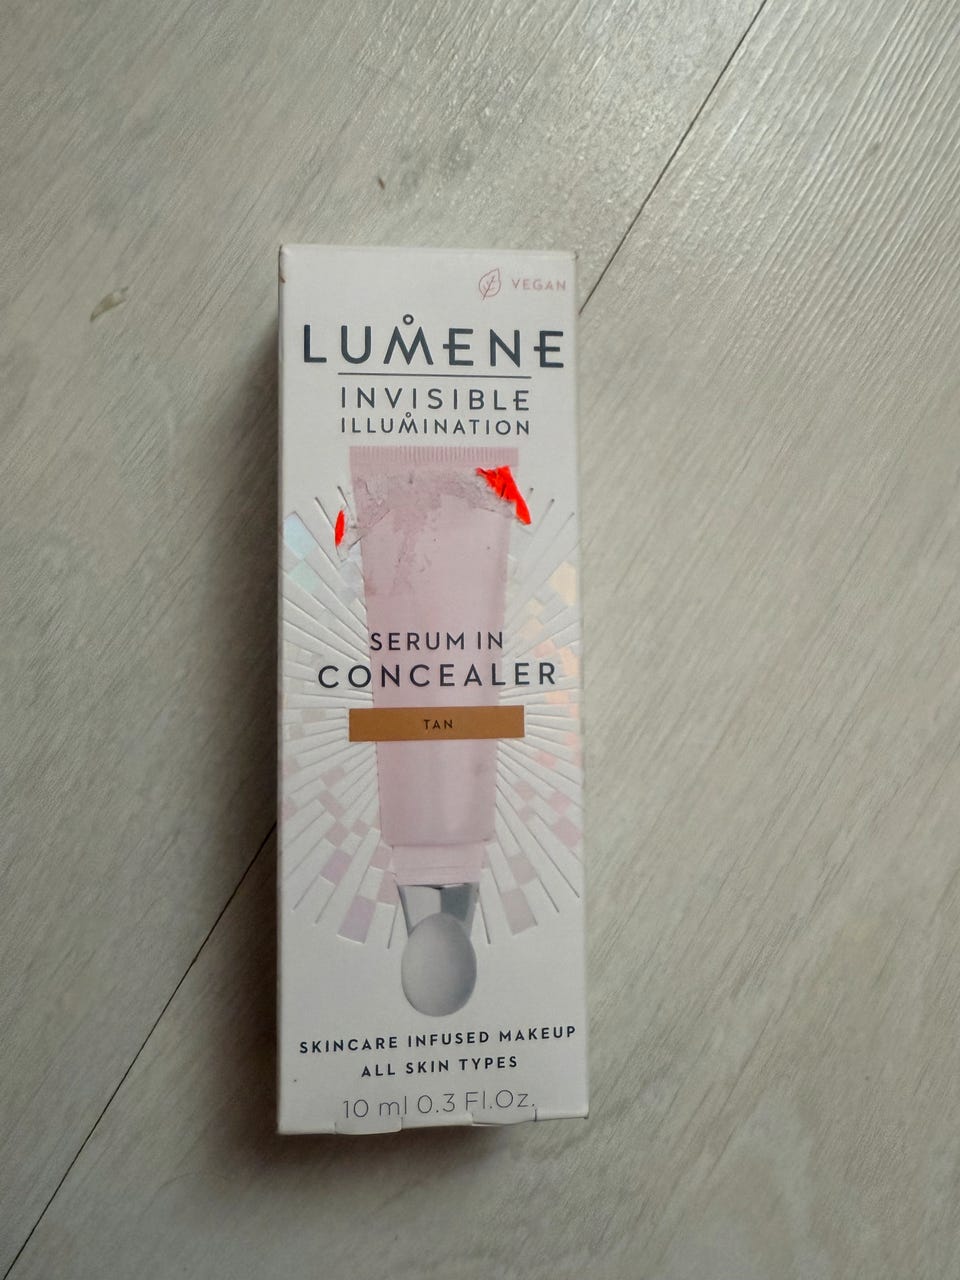 VEGAN
LUMENE
INVISIBLE
ILLUMINATION
SERUM IN
CONCEALER
TAN
SKINCARE INFUSED MAKEUP
ALL SKIN TYPES
10 ml 0.3 Fl.Oz.